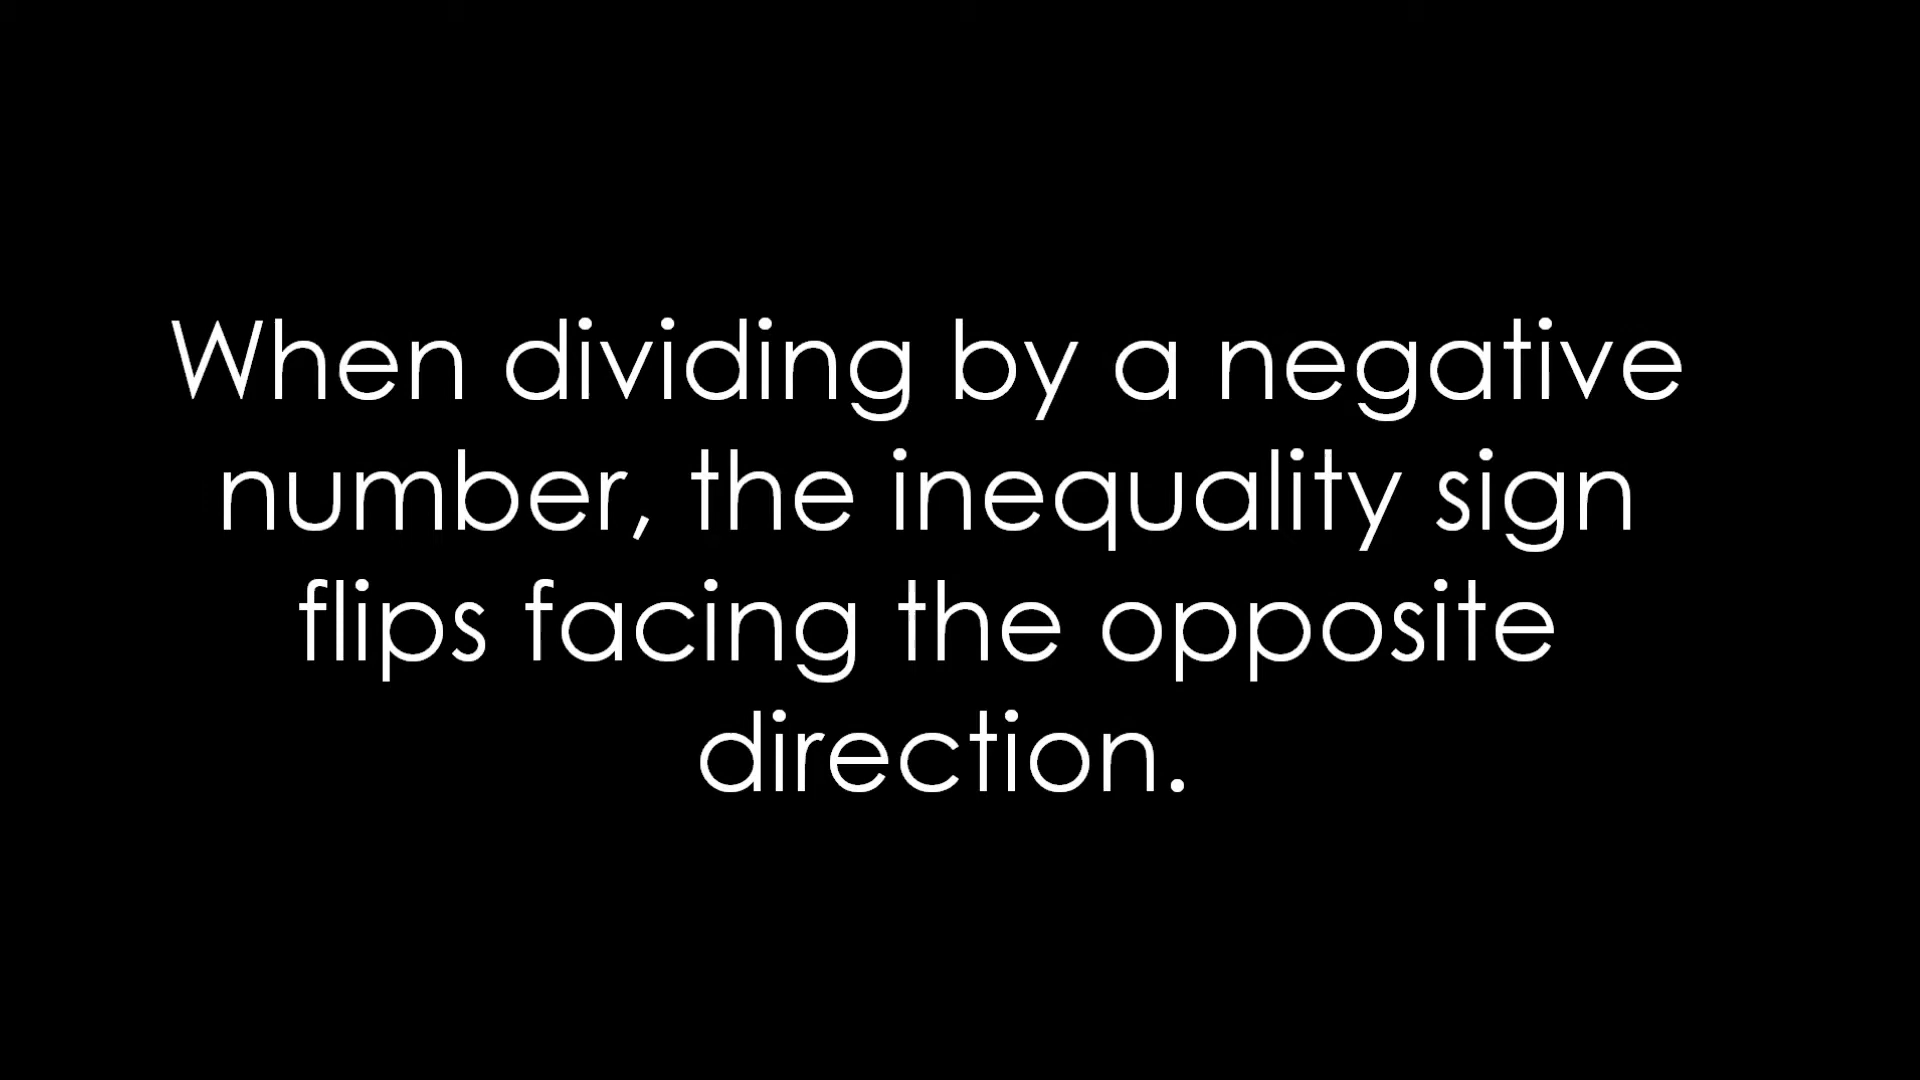 When dividing by a negative
number, the inequality sign
flips facing the opposite
direction.